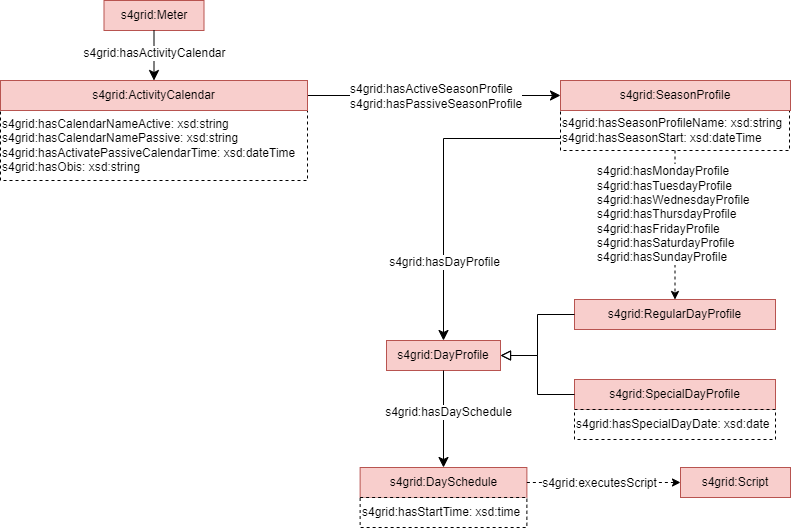 s4grid:Meter
s4grid:hasActivityCalendar
s4grid:ActivityCalendar
s4grid:hasCalendarNameActive: xsd:string
s4grid:hasCalendarNamePassive: xsd:string
s4grid:hasActivatePassiveCalendarTime: xsd:dateTime
s4grid:hasObis: xsd:string
s4grid:hasActiveSeasonProfile
s4grid:hasPassiveSeasonProfile
s4grid:SeasonProfile
s4grid:hasSeasonProfileName: xsd:string
s4grid:hasSeasonStart: xsd:dateTime
s4grid:hasMondayProfile
s4grid:hasTuesdayProfile
s4grid:hasWednesdayProfile
s4grid:hasThursdayProfile
s4grid:hasFridayProfile
s4grid:hasSaturdayProfile
s4grid:hasSundayProfile
s4grid:hasDayProfile
s4grid:RegularDayProfile
s4grid:DayProfile
s4grid:SpecialDayProfile
s4grid:hasSpecialDayDate: xsd:date
s4grid:hasDaySchedule
s4grid:DaySchedule
s4grid:hasStartTime: xsd:time
s4grid:executesScript
s4grid:Script